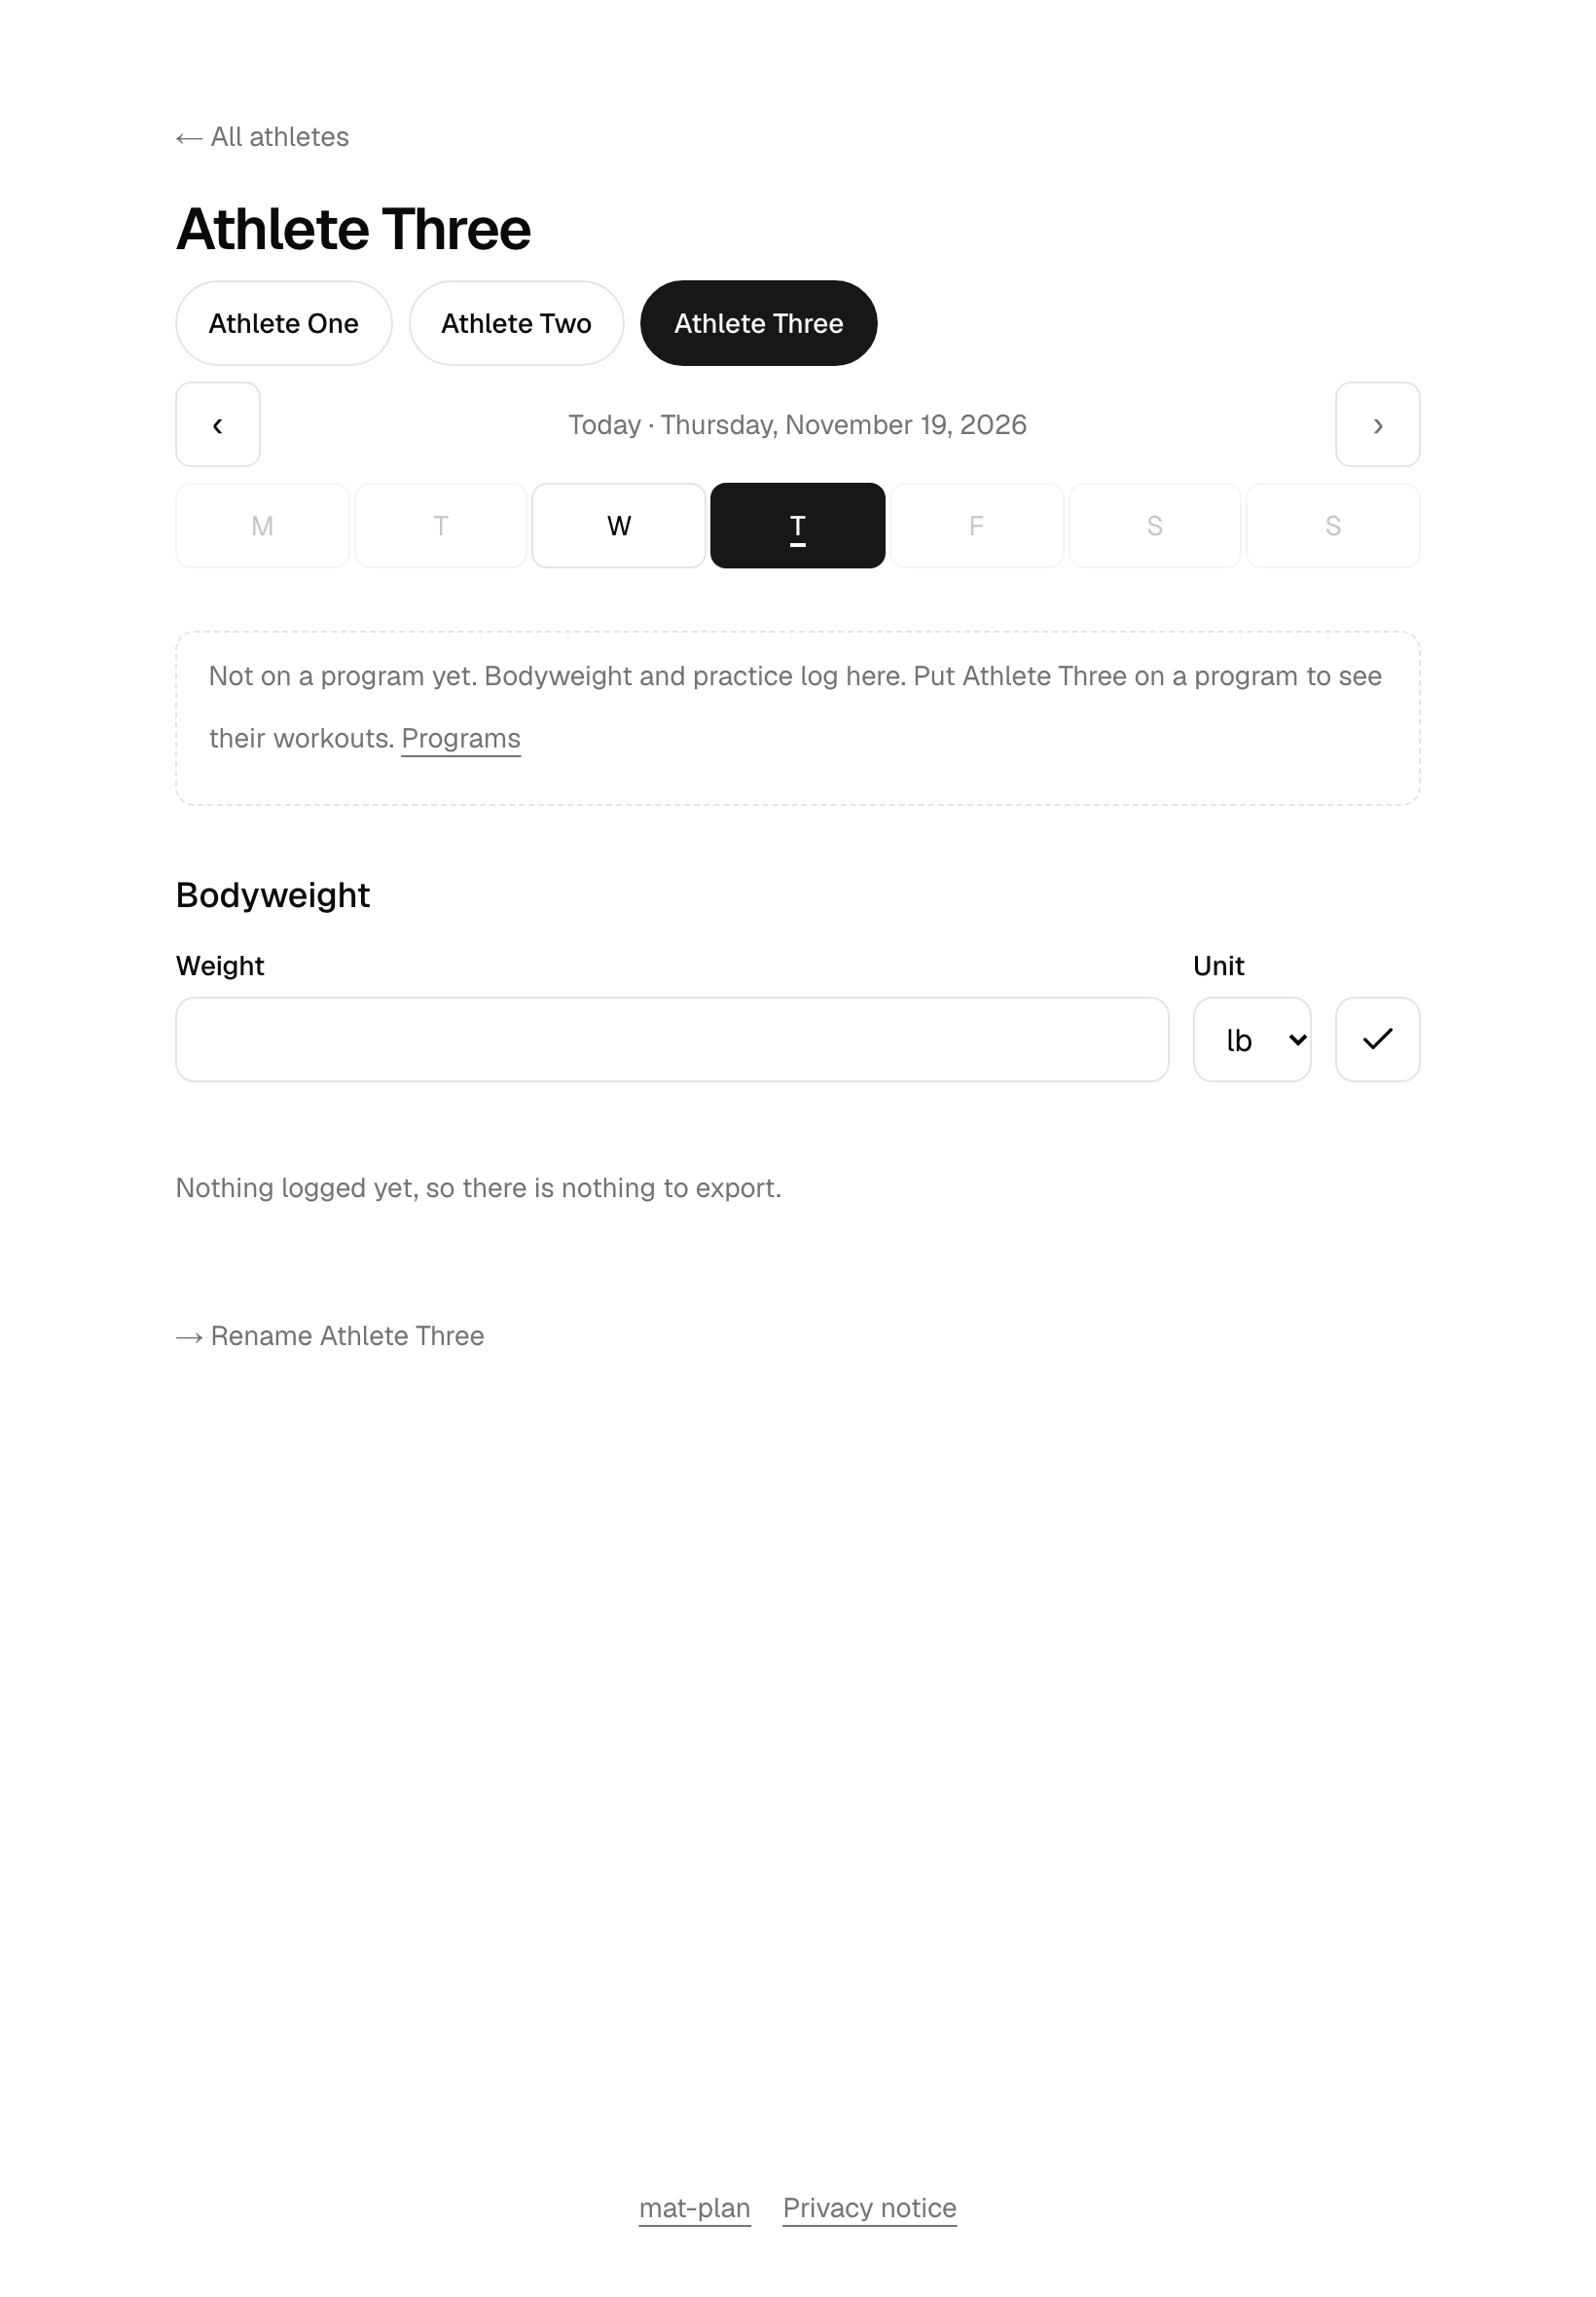 ← All athletes
Athlete Three
Athlete One Athlete Two Athlete Three
‹ Today · Thursday, November 19, 2026 ›
M T W T F S S
Not on a program yet. Bodyweight and practice log here. Put Athlete Three on a program to see
their workouts. Programs
Bodyweight
Weight Unit
lb
Nothing logged yet, so there is nothing to export.
→ Rename Athlete Three
mat-plan Privacy notice